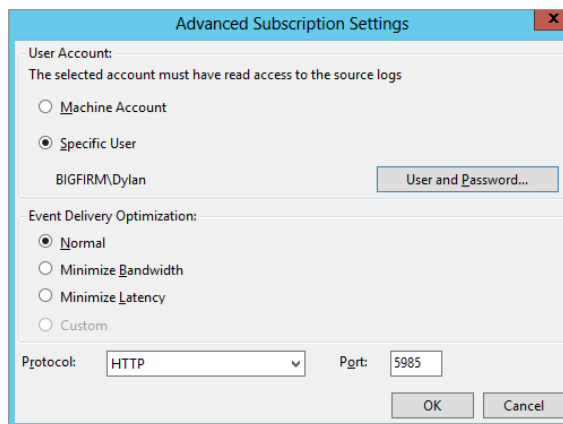 Advanced Subscription Settings
x
User Account:
The selected account must have read access to the source logs
Machine Account
Specific User
BIGFIRM\Dylan
User and Password...
Event Delivery Optimization:
Normal
Minimize Bandwidth
Minimize Latency
Custom
Protocol: HTTP Port: 5985
OK Cancel